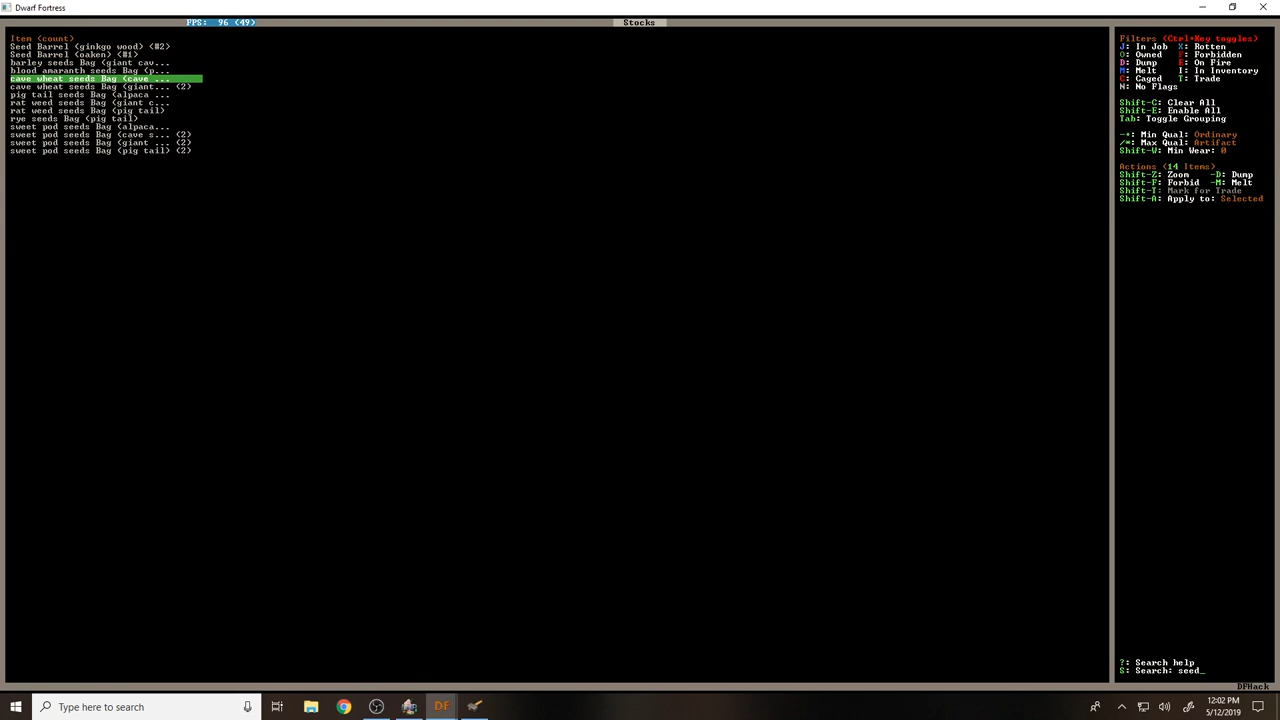 Dwarf Fortress
FPS: 96 (49)
Stocks
Item (count)
Seed Barrel (ginkgo wood) (#2)
Seed Barrel (oaken) (#1)
barley seeds Bag (giant cav...
blood amaranth seeds Bag (p...
cave wheat seeds Bag (cave ...
cave wheat seeds Bag (giant... (2)
pig tail seeds Bag (alpaca ...
rat weed seeds Bag (giant c...
rat weed seeds Bag (pig tail)
rye seeds Bag (pig tail)
sweet pod seeds Bag (alpaca...
sweet pod seeds Bag (cave s... (2)
sweet pod seeds Bag (giant ... (2)
sweet pod seeds Bag (pig tail) (2)
Filters (Ctrl+Key toggles)
J: In Job X: Rotten
O: Owned F: Forbidden
D: Dump E: On Fire
M: Melt I: In Inventory
C: Caged T: Trade
N: No Flags
Shift-C: Clear All
Shift-E: Enable All
Tab: Toggle Grouping
-+: Min Qual: Ordinary
/*: Max Qual: Artifact
Shift-W: Min Wear: 0
Actions (14 Items)
Shift-Z: Zoom -D: Dump
Shift-F: Forbid -M: Melt
Shift-T: Mark for Trade
Shift-A: Apply to: Selected
?: Search help
S: Search: seed_
DFHack
Type here to search
DF
12:02 PM
5/12/2019